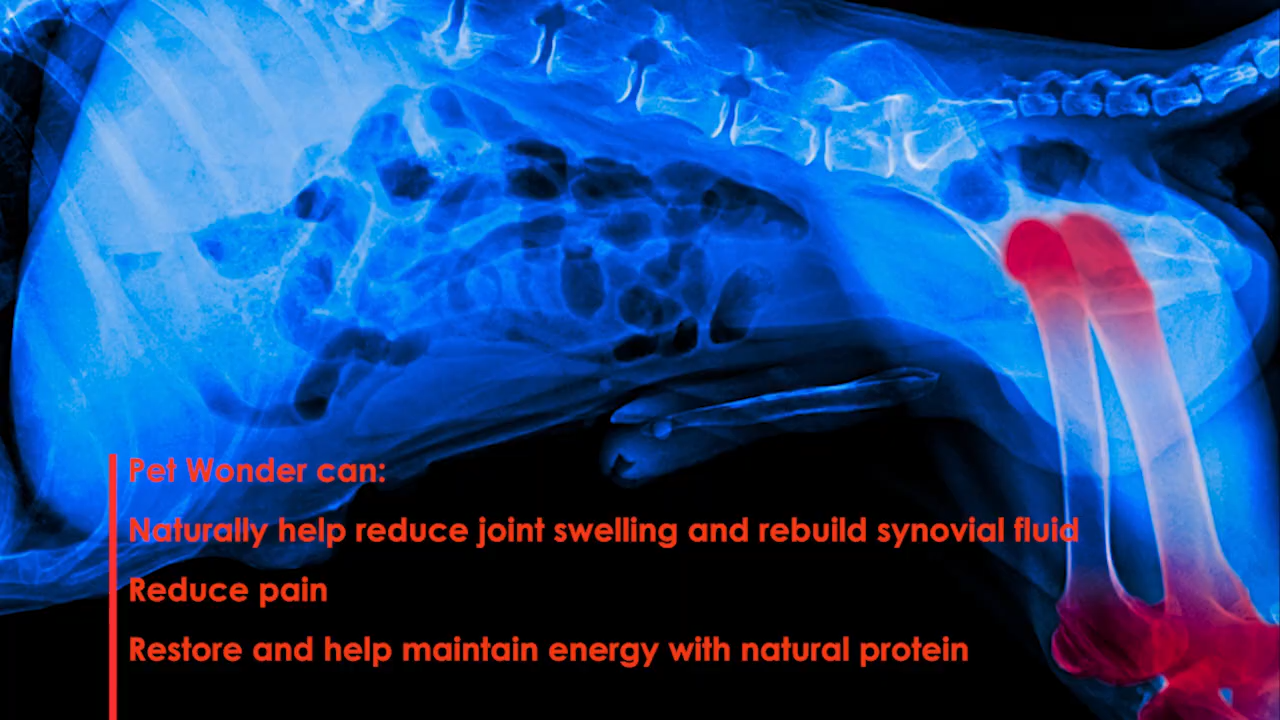 Pet Wonder can:
Naturally help reduce joint swelling and rebuild synovial fluid
Reduce pain
Restore and help maintain energy with natural protein